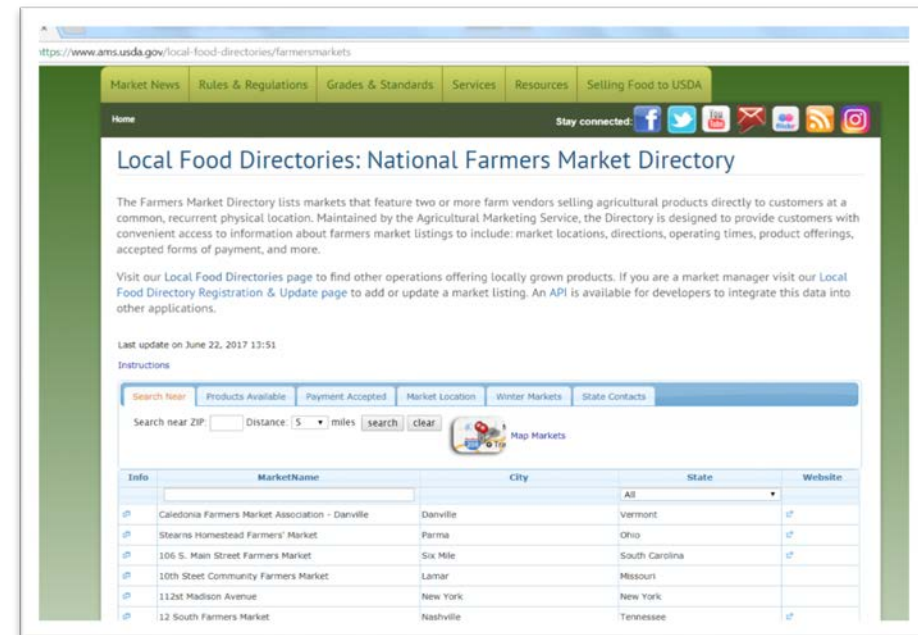 https://www.ams.usda.gov/local-food-directories/farmersmarkets
Market News Rules & Regulations Grades & Standards Services Resources Selling Food to USDA
Home Stay connected:
Local Food Directories: National Farmers Market Directory
The Farmers Market Directory lists markets that feature two or more farm vendors selling agricultural products directly to customers at a
common, recurrent physical location. Maintained by the Agricultural Marketing Service, the Directory is designed to provide customers with
convenient access to information about farmers market listings to include: market locations, directions, operating times, product offerings,
accepted forms of payment, and more.
Visit our Local Food Directories page to find other operations offering locally grown products. If you are a market manager visit our Local
Food Directory Registration & Update page to add or update a market listing. An API is available for developers to integrate this data into
other applications.
Last update on June 22, 2017 13:51
Instructions
Search Near Products Available Payment Accepted Market Location Winter Markets State Contacts
Search near ZIP: Distance: 5 miles search clear Map Markets
Info MarketName City State Website
All
Caledonia Farmers Market Association - Danville Danville Vermont
Stearns Homestead Farmers' Market Parma Ohio
106 S. Main Street Farmers Market Six Mile South Carolina
10th Steet Community Farmers Market Lamar Missouri
112st Madison Avenue New York New York
12 South Farmers Market Nashville Tennessee